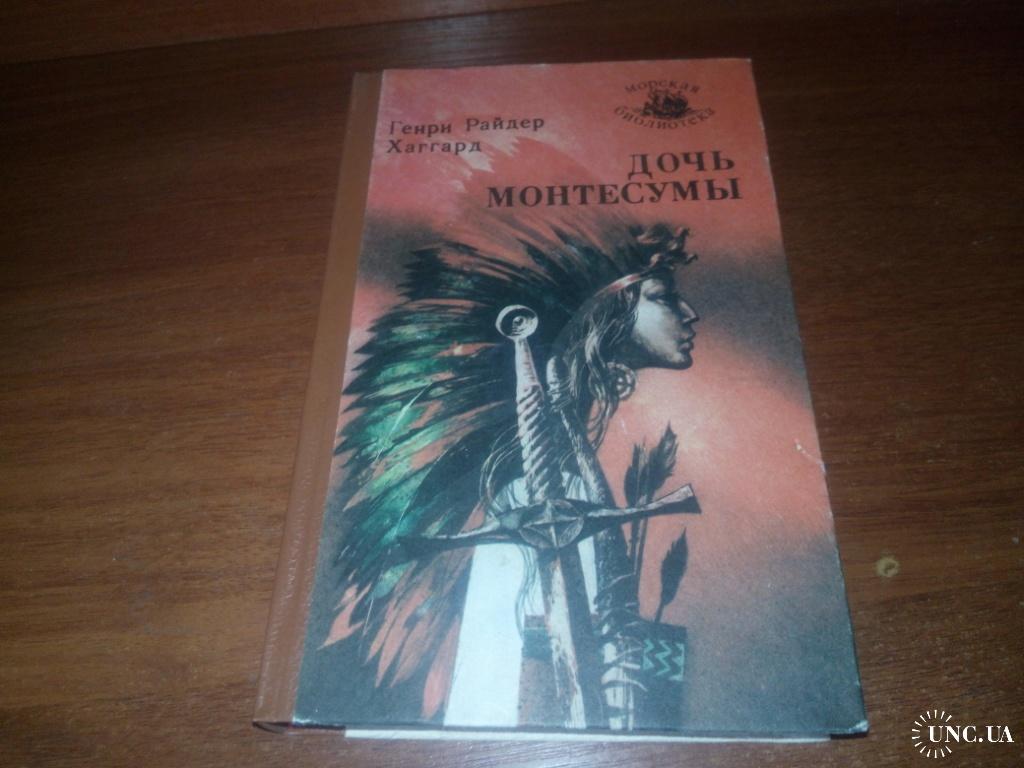 морская
библиотека
Генри Райдер
Хаггард
ДОЧЬ
МОНТЕСУМЫ
UNC.UA